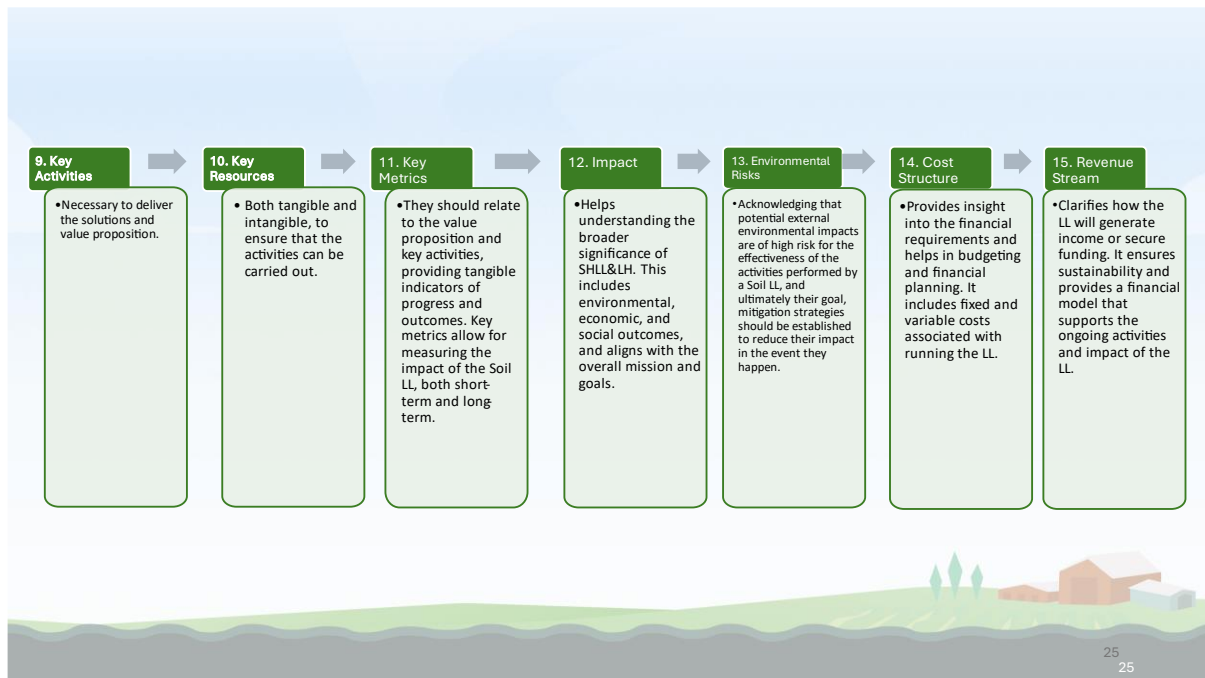 9. Key
Activities
•Necessary to deliver
the solutions and
value proposition.
10. Key
Resources
• Both tangible and
intangible, to
ensure that the
activities can be
carried out.
11. Key
Metrics
•They should relate
to the value
proposition and
key activities,
providing tangible
indicators of
progress and
outcomes. Key
metrics allow for
measuring the
impact of the Soil
LL, both short-
term and long-
term.
12. Impact
•Helps
understanding the
broader
significance of
SHLL&LH. This
includes
environmental,
economic, and
social outcomes,
and aligns with the
overall mission and
goals.
13. Environmental
Risks
•Acknowledging that
potential external
environmental impacts
are of high risk for the
effectiveness of the
activities performed by
a Soil LL, and
ultimately their goal,
mitigation strategies
should be established
to reduce their impact
in the event they
happen.
14. Cost
Structure
•Provides insight
into the financial
requirements and
helps in budgeting
and financial
planning. It
includes fixed and
variable costs
associated with
running the LL.
15. Revenue
Stream
•Clarifies how the
LL will generate
income or secure
funding. It ensures
sustainability and
provides a financial
model that
supports the
ongoing activities
and impact of the
LL.
25
25